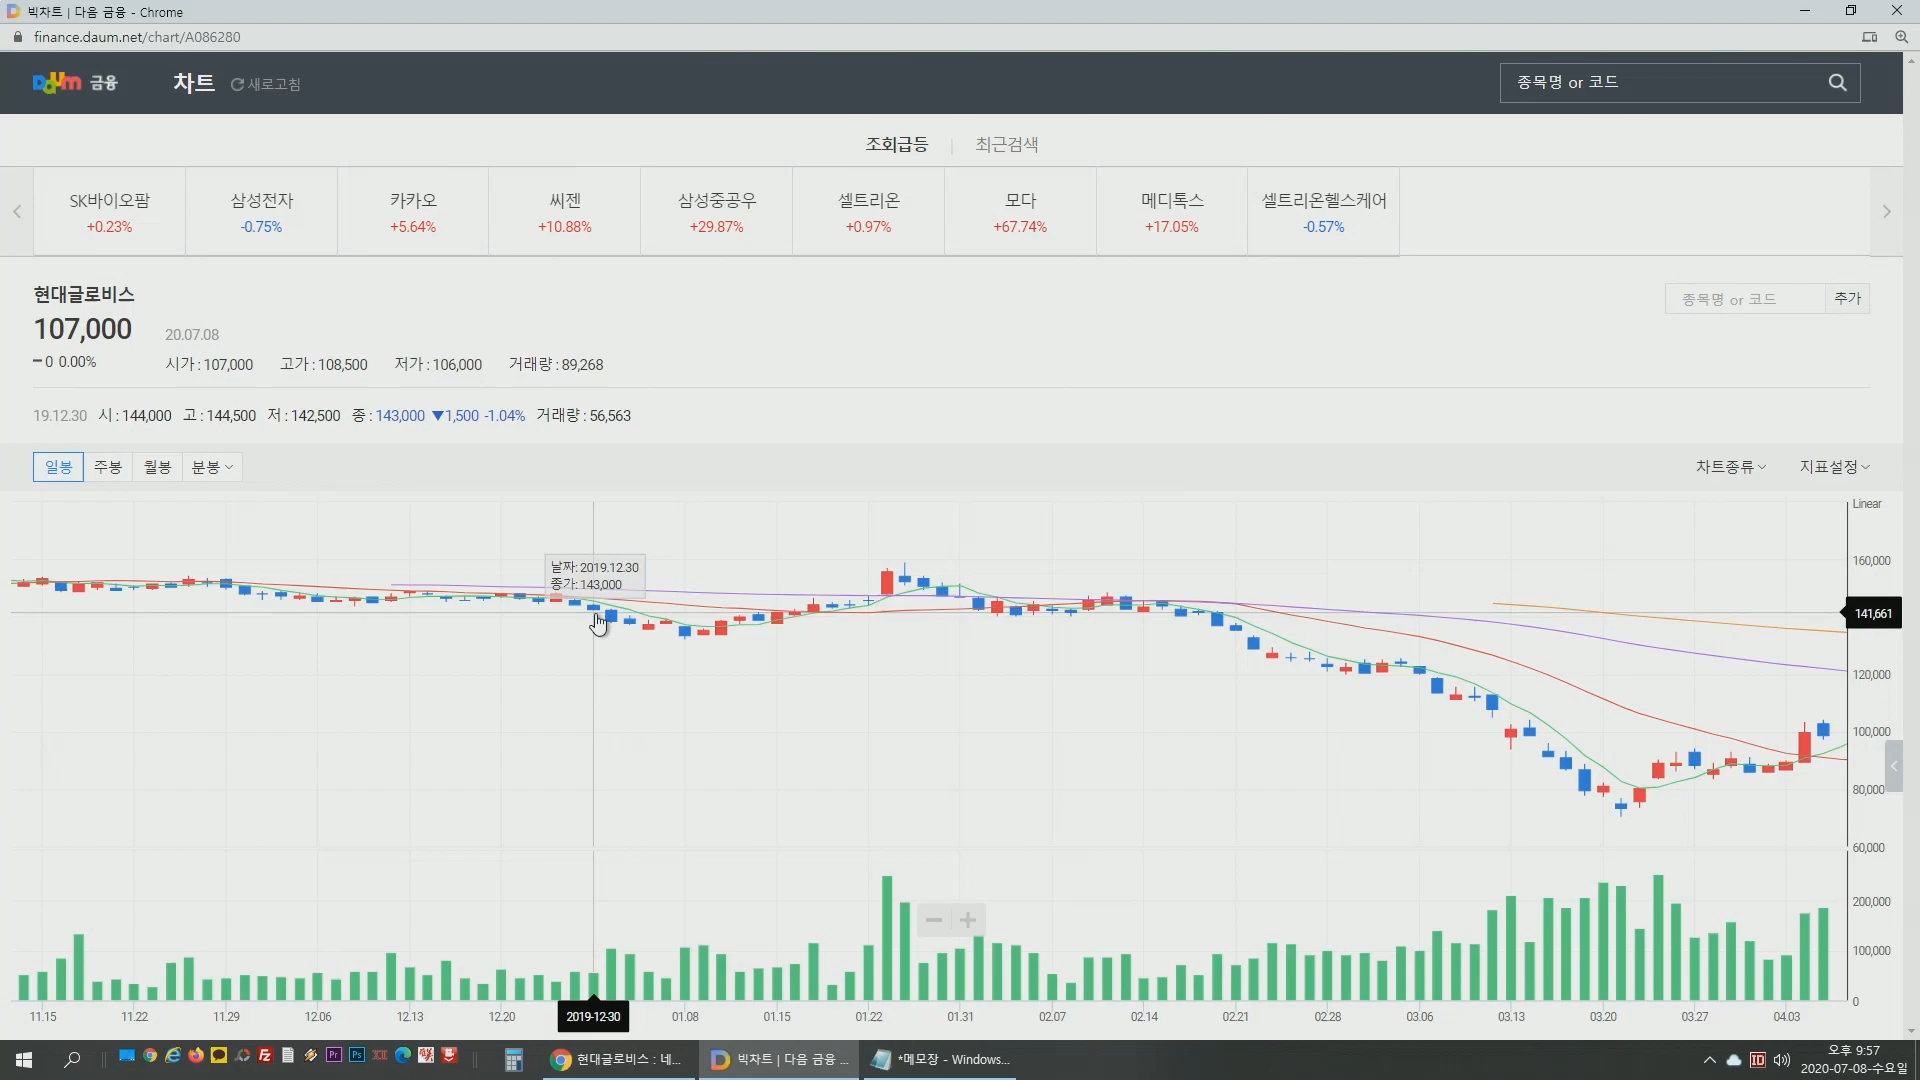 빅차트 | 다음 금융 - Chrome
finance.daum.net/chart/A086280
Daum 금융 차트 새로고침 종목명 or 코드
조회급등 | 최근검색
SK바이오팜 삼성전자 카카오 씨젠 삼성중공우 셀트리온 모다 메디톡스 셀트리온헬스케어
+0.23% -0.75% +5.64% +10.88% +29.87% +0.97% +67.74% +17.05% -0.57%
현대글로비스
종목명 or 코드 추가
107,000 20.07.08
0 0.00% 시가 : 107,000 고가 : 108,500 저가 : 106,000 거래량 : 89,268
19.12.30 시 : 144,000 고 : 144,500 저 : 142,500 종 : 143,000 ▼1,500 -1.04% 거래량 : 56,563
일봉 주봉 월봉 분봉 차트종류 지표설정
Linear
160,000
날짜: 2019.12.30
종가: 143,000
141,661
120,000
100,000
80,000
60,000
200,000
100,000
0
11.15 11.22 11.29 12.06 12.13 12.20 2019-12-30 01.08 01.15 01.22 01.31 02.07 02.14 02.21 02.28 03.06 03.13 03.20 03.27 04.03
현대글로비스 : 네... 빅차트 | 다음 금융 ... *메모장 - Windows...
오후 9:57
2020-07-08-수요일